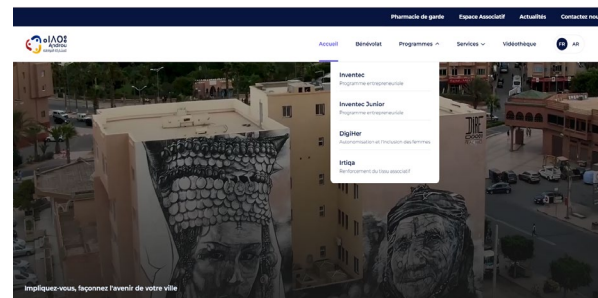 Pharmacie de garde Espace Associatif Actualités Contactez nou
Androu
Accueil Bénévolat Programmes Services Vidéothèque FR AR
Inventec
Programme entrepreneuriale
Inventec Junior
Programme entrepreneuriale
DigiHer
Autonomisation et l'inclusion des femmes
Irtiqa
Renforcement du tissu associatif
Impliquez-vous, façonnez l'avenir de votre ville